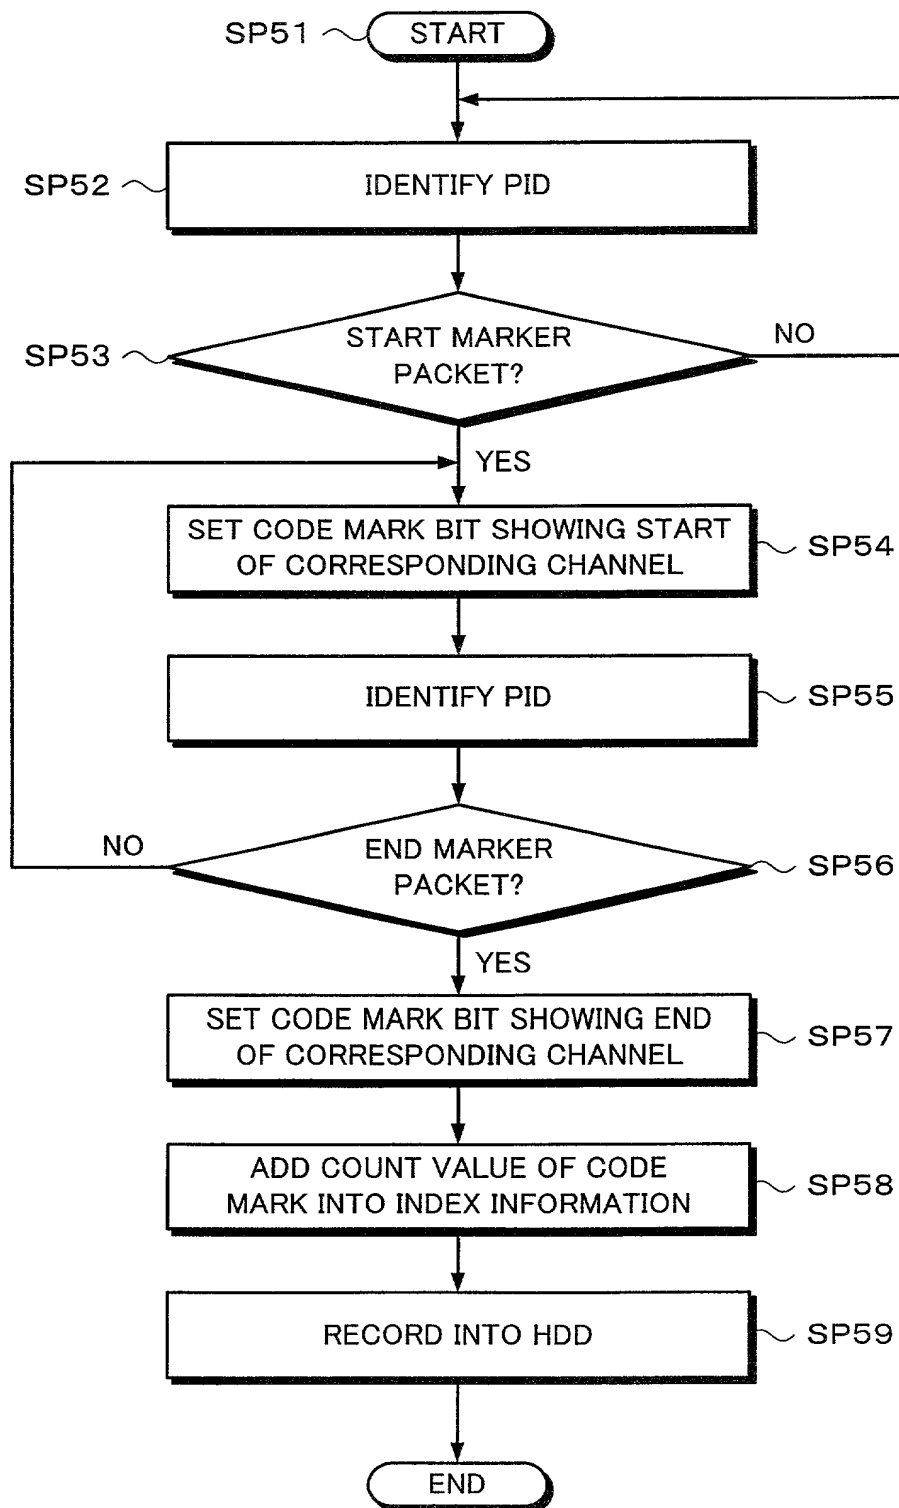 SP51
START
SP52
IDENTIFY PID
SP53
START MARKER
PACKET?
NO
YES
SET CODE MARK BIT SHOWING START
OF CORRESPONDING CHANNEL
SP54
IDENTIFY PID
SP55
NO
END MARKER
PACKET?
SP56
YES
SET CODE MARK BIT SHOWING END
OF CORRESPONDING CHANNEL
SP57
ADD COUNT VALUE OF CODE
MARK INTO INDEX INFORMATION
SP58
RECORD INTO HDD
SP59
END